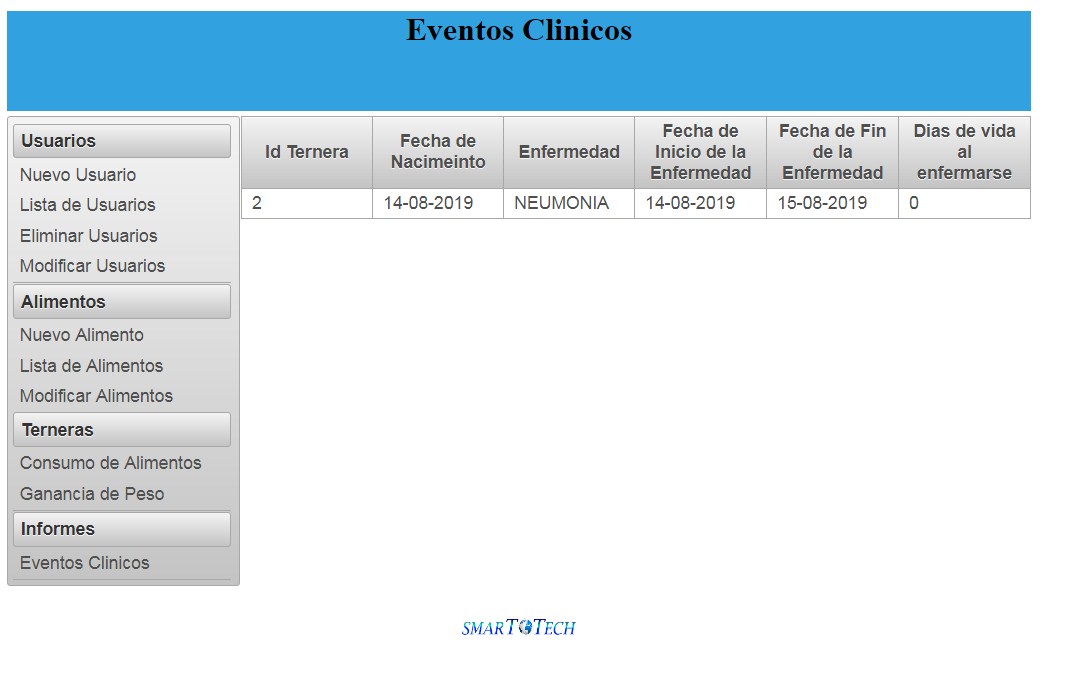 Eventos Clinicos
Usuarios
Nuevo Usuario
Lista de Usuarios
Eliminar Usuarios
Modificar Usuarios
Alimentos
Nuevo Alimento
Lista de Alimentos
Modificar Alimentos
Terneras
Consumo de Alimentos
Ganancia de Peso
Informes
Eventos Clinicos
Id Ternera
Fecha de
Nacimeinto
Enfermedad
Fecha de
Inicio de la
Enfermedad
Fecha de Fin
de la
Enfermedad
Dias de vida
al
enfermarse
2 14-08-2019 NEUMONIA 14-08-2019 15-08-2019 0
SMARTTECH